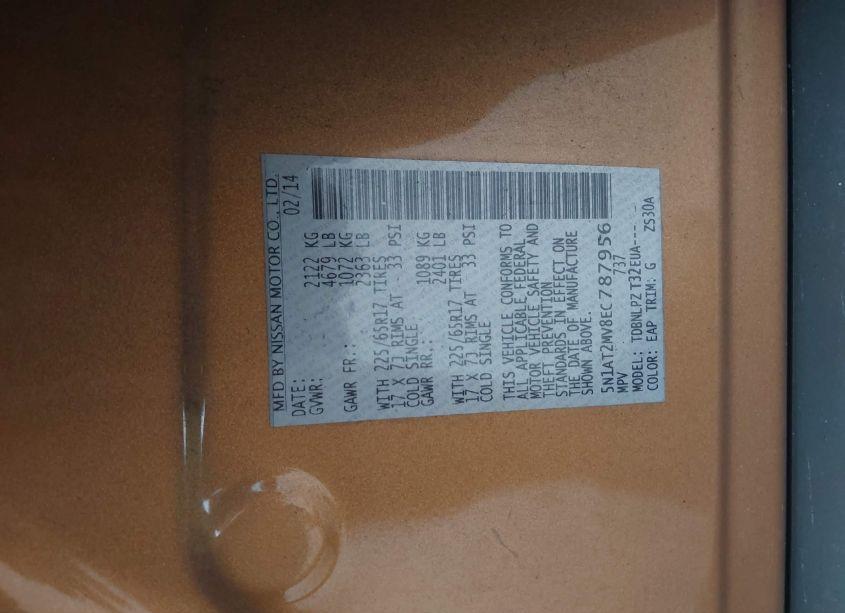 MFD BY NISSAN MOTOR CO., LTD.
DATE: 02/14
GVWR: 2122 KG
4679 LB
GAWR FR.: 1072 KG
2363 LB
WITH 225/65R17 TIRES
17 X 7J RIMS AT 33 PSI
COLD SINGLE
GAWR RR.: 1089 KG
2401 LB
WITH 225/65R17 TIRES
17 X 7J RIMS AT 33 PSI
COLD SINGLE
THIS VEHICLE CONFORMS TO
ALL APPLICABLE FEDERAL
MOTOR VEHICLE SAFETY AND
THEFT PREVENTION
STANDARDS IN EFFECT ON
THE DATE OF MANUFACTURE
SHOWN ABOVE.
5N1AT2MV8EC787956
MPV 737
MODEL: TDBNLPZ T32EUA---.-
COLOR: EAP TRIM: G ZS30A